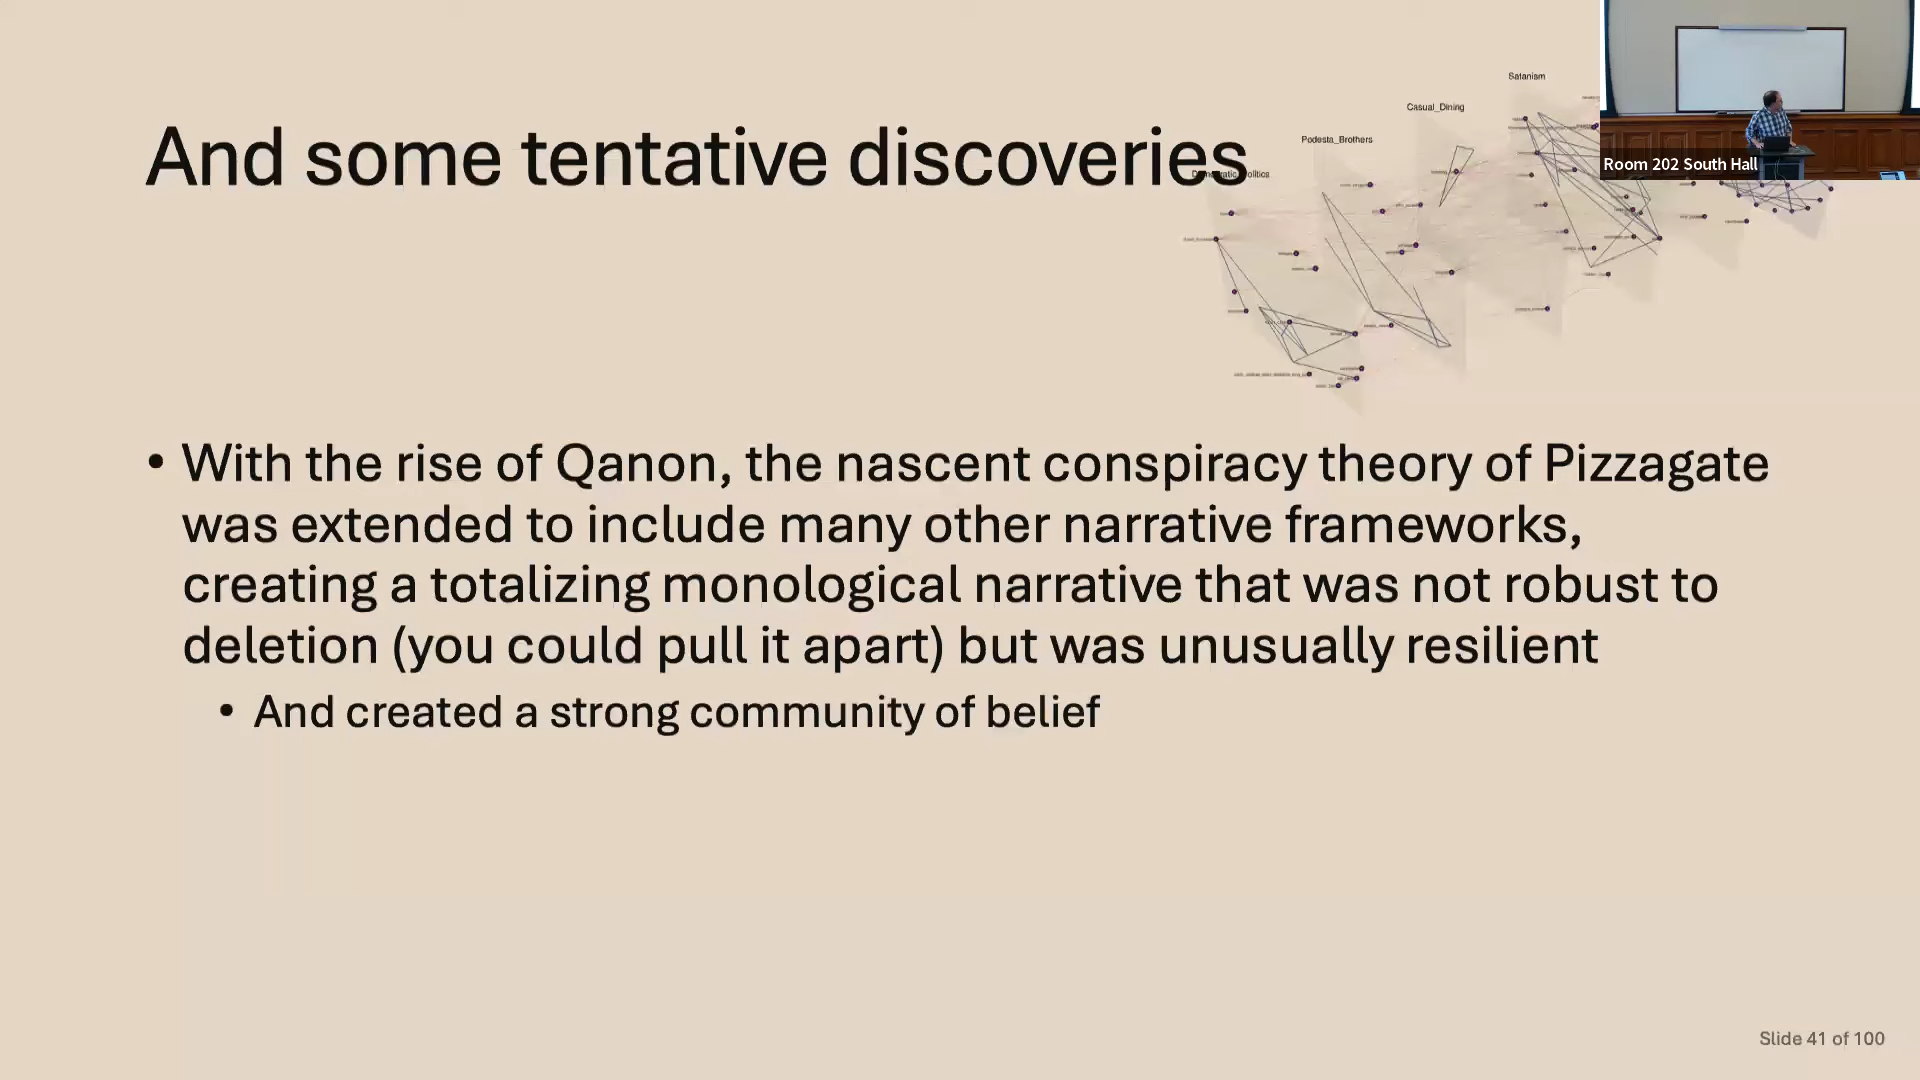 Satanism
Casual_Dining
Podesta_Brothers
And some tentative discoveries
Room 202 South Hall
• With the rise of Qanon, the nascent conspiracy theory of Pizzagate
was extended to include many other narrative frameworks,
creating a totalizing monological narrative that was not robust to
deletion (you could pull it apart) but was unusually resilient
• And created a strong community of belief
Slide 41 of 100